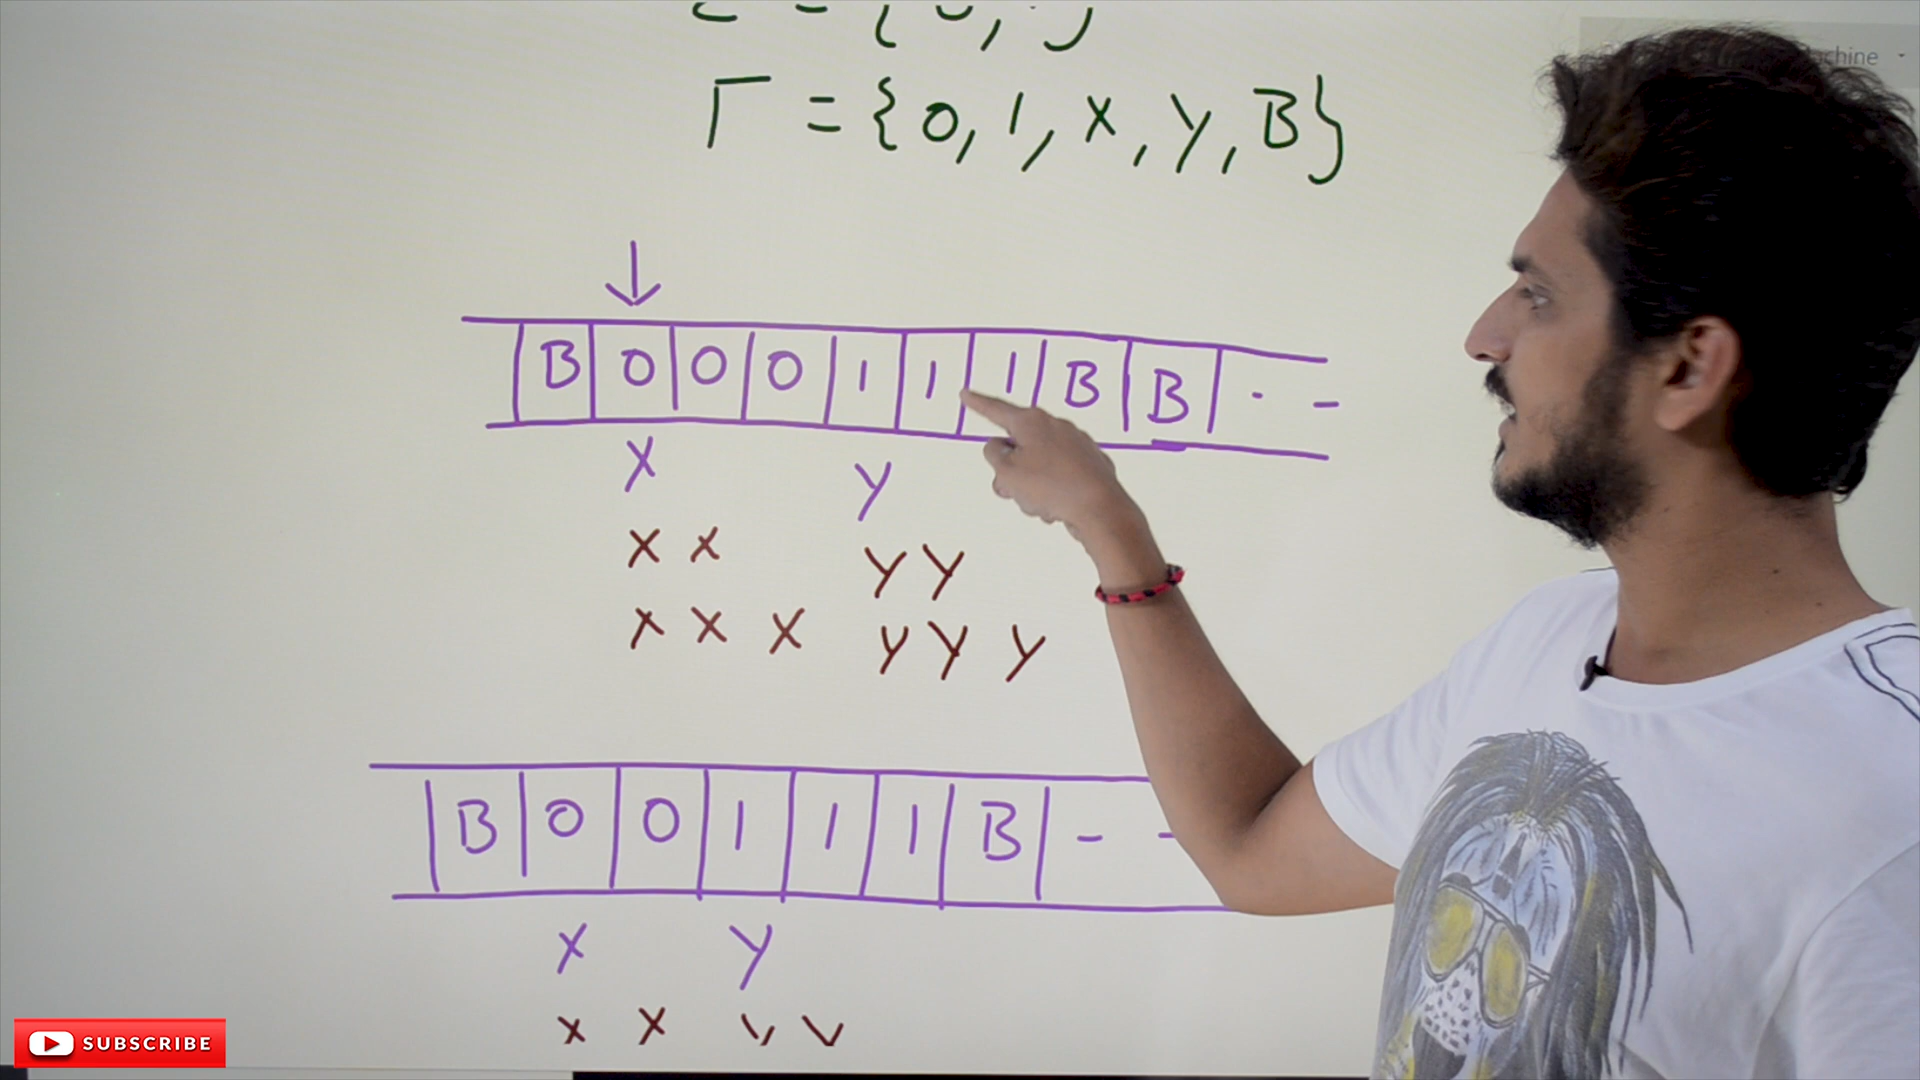 Γ = {0, 1, X, Y, B}
B 0 0 0 1 1 1 B B . -
X Y
X X Y Y
X X X Y Y Y
B 0 0 1 1 1 B - -
X Y
X X
SUBSCRIBE